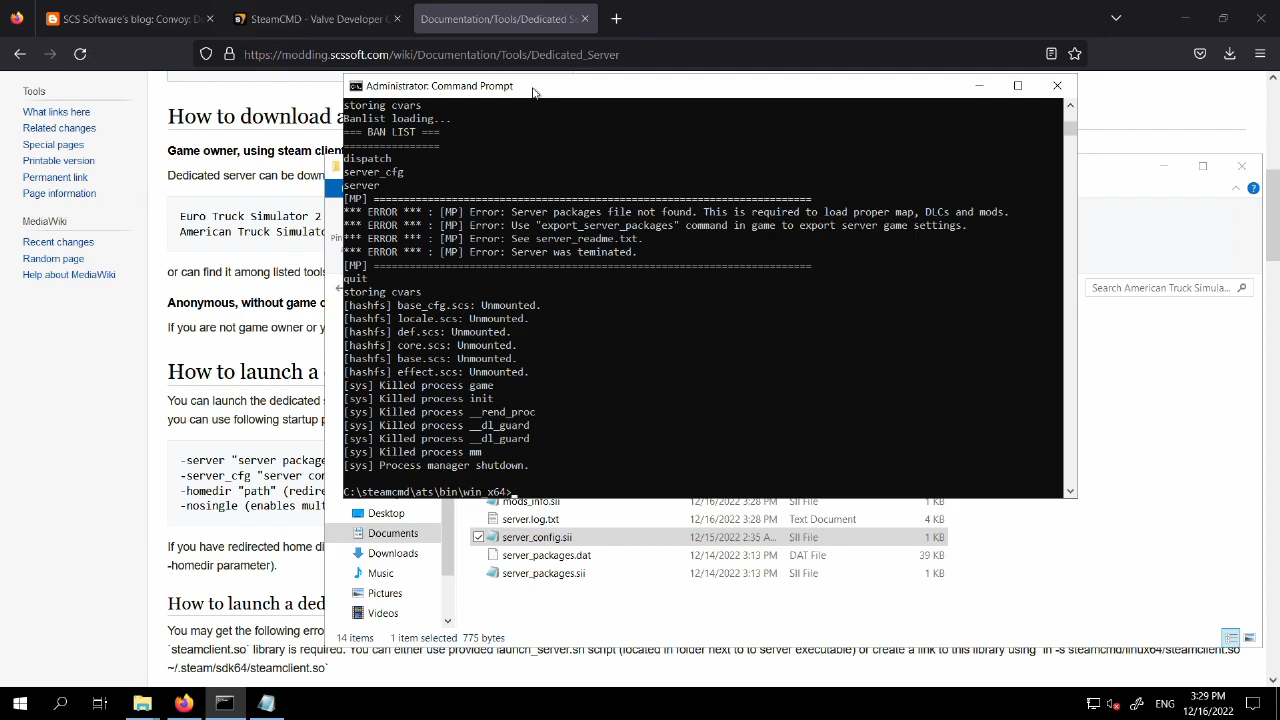 SCS Software's blog: Convoy: D
SteamCMD - Valve Developer C
Documentation/Tools/Dedicated S
https://modding.scssoft.com/wiki/Documentation/Tools/Dedicated_Server
Tools
What links here
Related changes
Special pages
Printable version
Permanent link
Page information
MediaWiki
Recent changes
Random page
Help about MediaWiki
How to download a
Game owner, using steam clien
Dedicated server can be down
Euro Truck Simulator 2
American Truck Simulato
or can find it among listed tools
Anonymous, without game o
If you are not game owner or y
How to launch a
You can launch the dedicated s
you can use following startup p
-server "server packag
-server_cfg "server con
-homedir "path" (redire
-nosingle (enables mult
If you have redirected home di
-homedir parameter).
How to launch a ded
You may get the following erro
`steamclient.so` library is required. You can either use provided launch_server.sh script (located in folder next to to server executable) or create a link to this library using `ln -s steamcmd/linux64/steamclient.so
~/.steam/sdk64/steamclient.so`
Administrator: Command Prompt
storing cvars
Banlist loading...
=== BAN LIST ===
================
dispatch
server_cfg
server
[MP] ==============================================================
*** ERROR *** : [MP] Error: Server packages file not found. This is required to load proper map, DLCs and mods.
*** ERROR *** : [MP] Error: Use "export_server_packages" command in game to export server game settings.
*** ERROR *** : [MP] Error: See server_readme.txt.
*** ERROR *** : [MP] Error: Server was teminated.
[MP] ==============================================================
quit
storing cvars
[hashfs] base_cfg.scs: Unmounted.
[hashfs] locale.scs: Unmounted.
[hashfs] def.scs: Unmounted.
[hashfs] core.scs: Unmounted.
[hashfs] base.scs: Unmounted.
[hashfs] effect.scs: Unmounted.
[sys] Killed process game
[sys] Killed process init
[sys] Killed process __rend_proc
[sys] Killed process __dl_guard
[sys] Killed process __dl_guard
[sys] Killed process mm
[sys] Process manager shutdown.
C:\steamcmd\ats\bin\win_x64>
Pin
Search American Truck Simula...
Desktop
Documents
Downloads
Music
Pictures
Videos
mods_info.sii 12/16/2022 3:28 PM SII File 1 KB
server.log.txt 12/16/2022 3:28 PM Text Document 4 KB
server_config.sii 12/15/2022 2:35 A... SII File 1 KB
server_packages.dat 12/14/2022 3:13 PM DAT File 39 KB
server_packages.sii 12/14/2022 3:13 PM SII File 1 KB
14 items 1 item selected 775 bytes
ENG
3:29 PM
12/16/2022